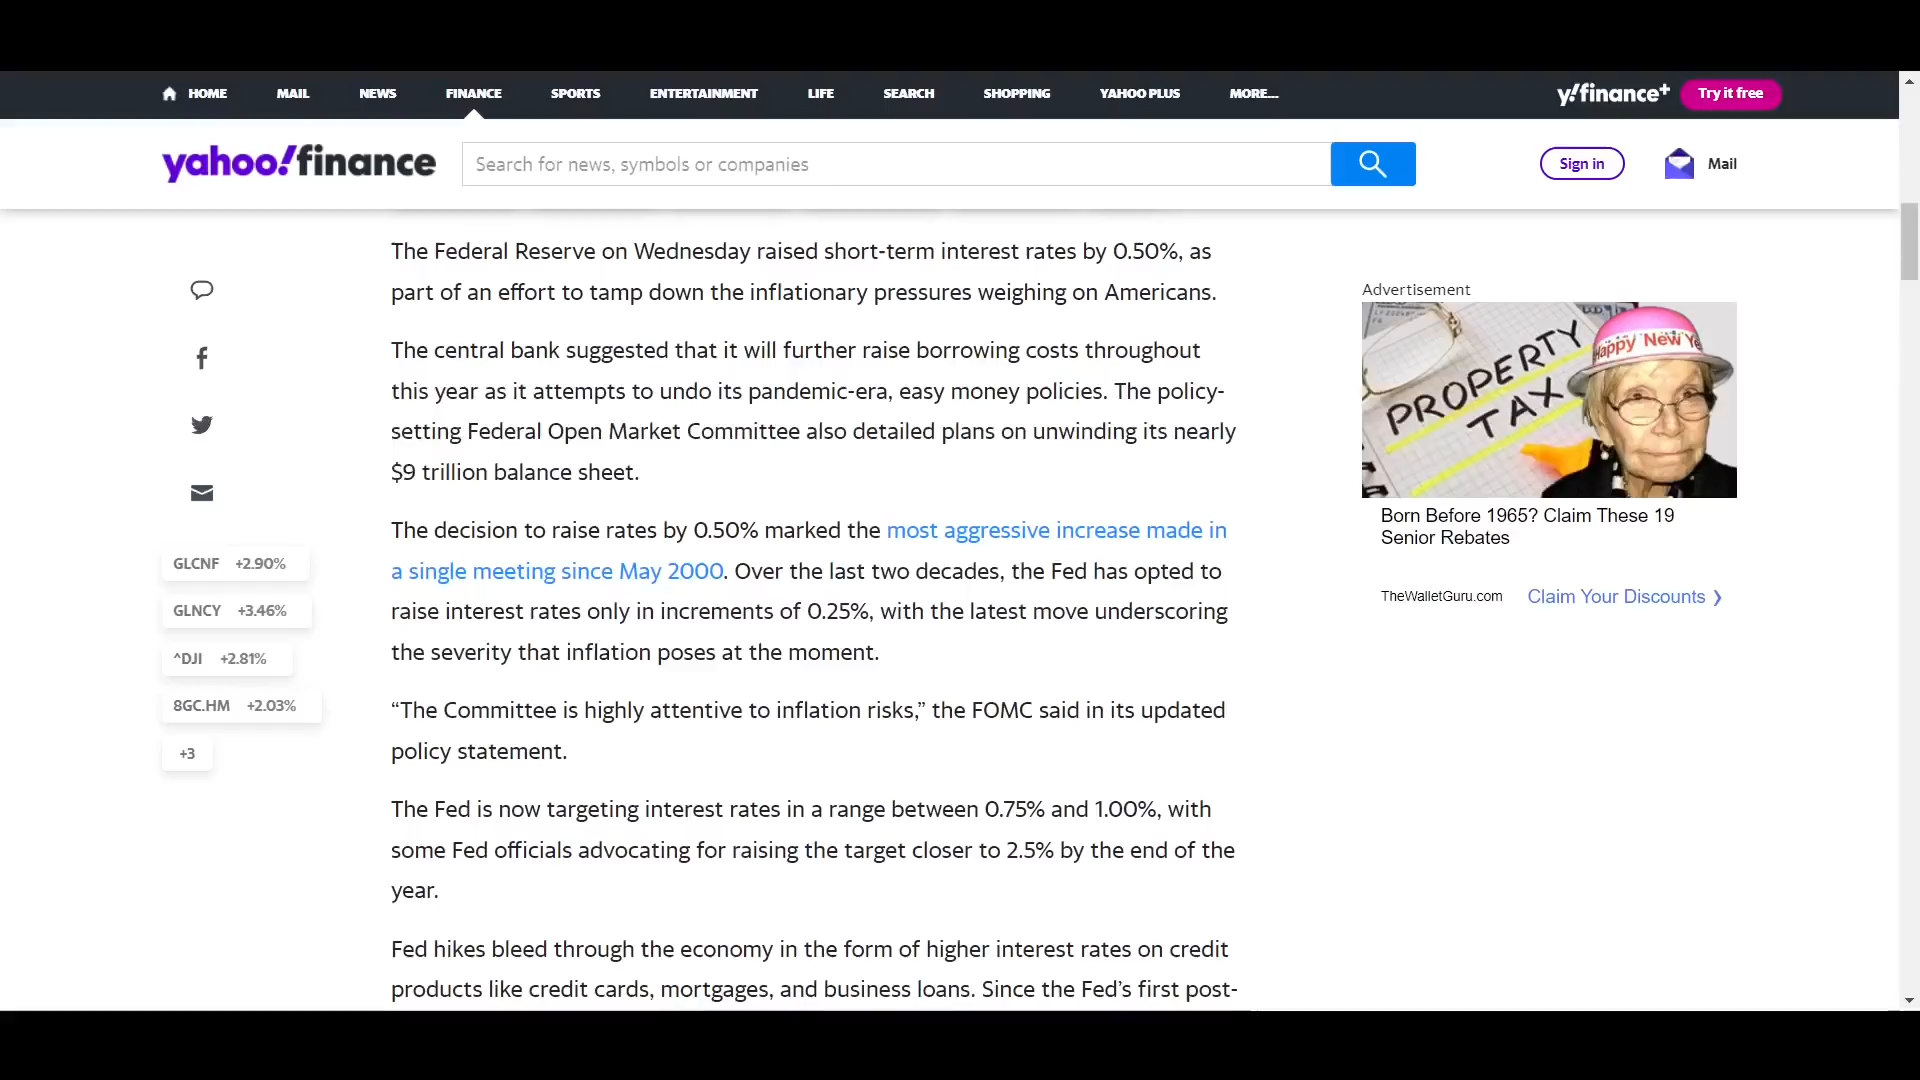 HOME MAIL NEWS FINANCE SPORTS ENTERTAINMENT LIFE SEARCH SHOPPING YAHOO PLUS MORE... y!finance+ Try it free
yahoo!finance Search for news, symbols or companies Sign in Mail
The Federal Reserve on Wednesday raised short-term interest rates by 0.50%, as
part of an effort to tamp down the inflationary pressures weighing on Americans.
The central bank suggested that it will further raise borrowing costs throughout
this year as it attempts to undo its pandemic-era, easy money policies. The policy-
setting Federal Open Market Committee also detailed plans on unwinding its nearly
$9 trillion balance sheet.
The decision to raise rates by 0.50% marked the most aggressive increase made in
a single meeting since May 2000. Over the last two decades, the Fed has opted to
raise interest rates only in increments of 0.25%, with the latest move underscoring
the severity that inflation poses at the moment.
“The Committee is highly attentive to inflation risks,” the FOMC said in its updated
policy statement.
The Fed is now targeting interest rates in a range between 0.75% and 1.00%, with
some Fed officials advocating for raising the target closer to 2.5% by the end of the
year.
Fed hikes bleed through the economy in the form of higher interest rates on credit
products like credit cards, mortgages, and business loans. Since the Fed’s first post-
GLCNF +2.90%
GLNCY +3.46%
^DJI +2.81%
8GC.HM +2.03%
+3
Advertisement
PROPERTY
TAX
Happy New Ye
Born Before 1965? Claim These 19
Senior Rebates
TheWalletGuru.com Claim Your Discounts ❯